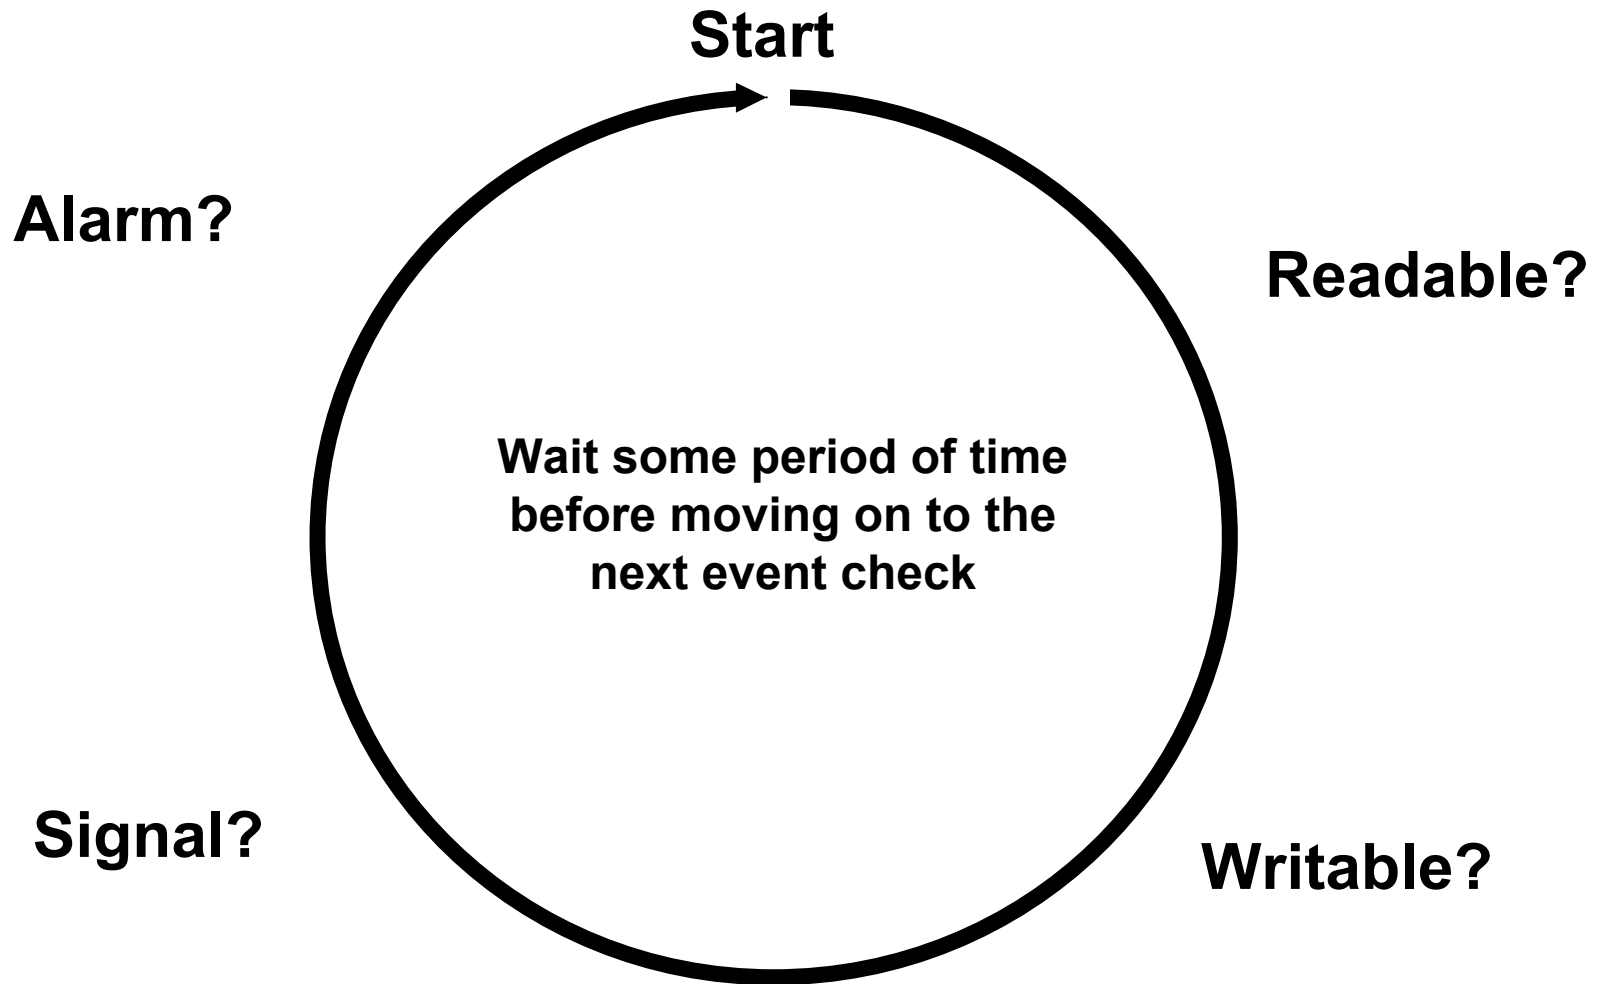 Start
Alarm?
Readable?
Wait some period of time
before moving on to the
next event check
Signal?
Writable?